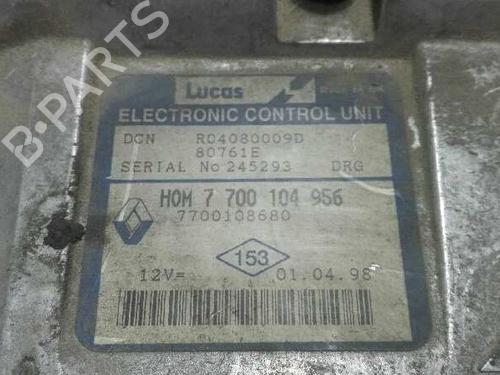 B-PARTS
Lucas
ELECTRONIC CONTROL UNIT
DCN R04080009D
80761E
SERIAL No 245293 DRG
HOM 7 700 104 956
7700108680
153
12V= 01.04.98